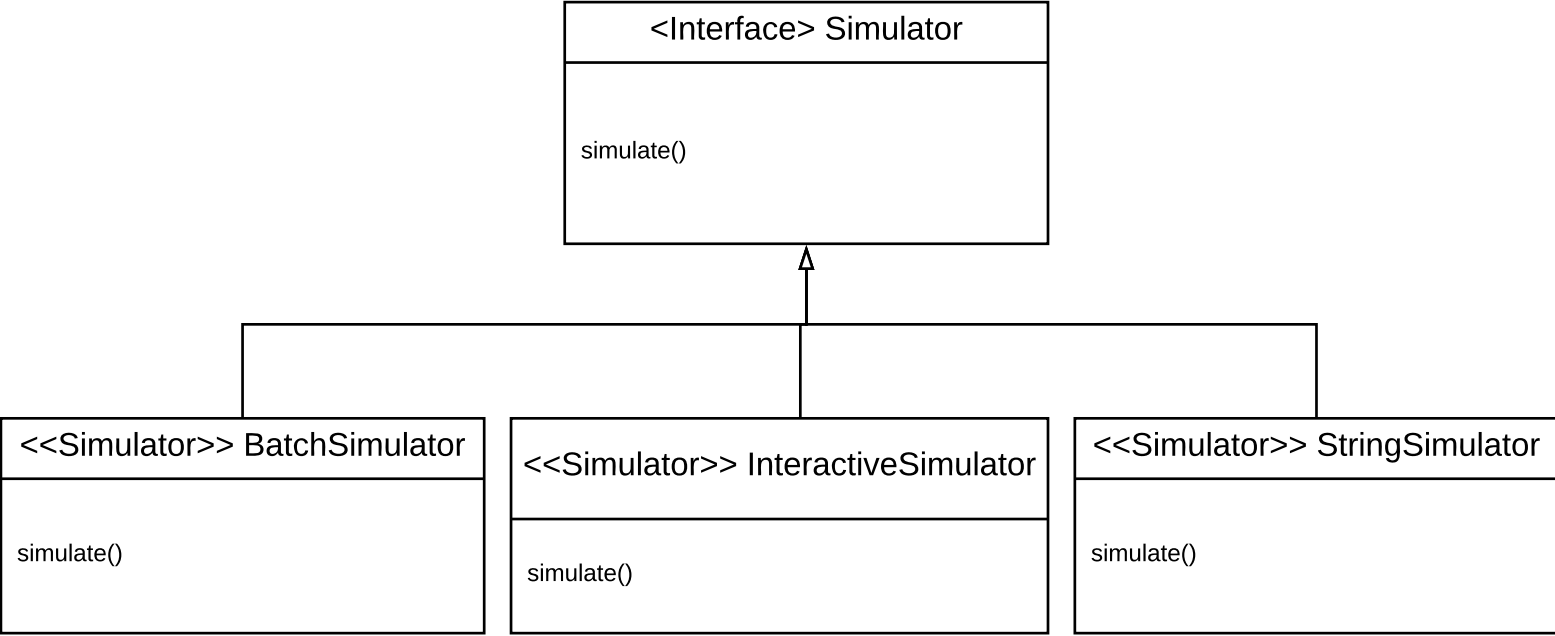 <Interface> Simulator
simulate()
<<Simulator>> BatchSimulator
simulate()
<<Simulator>> InteractiveSimulator
simulate()
<<Simulator>> StringSimulator
simulate()